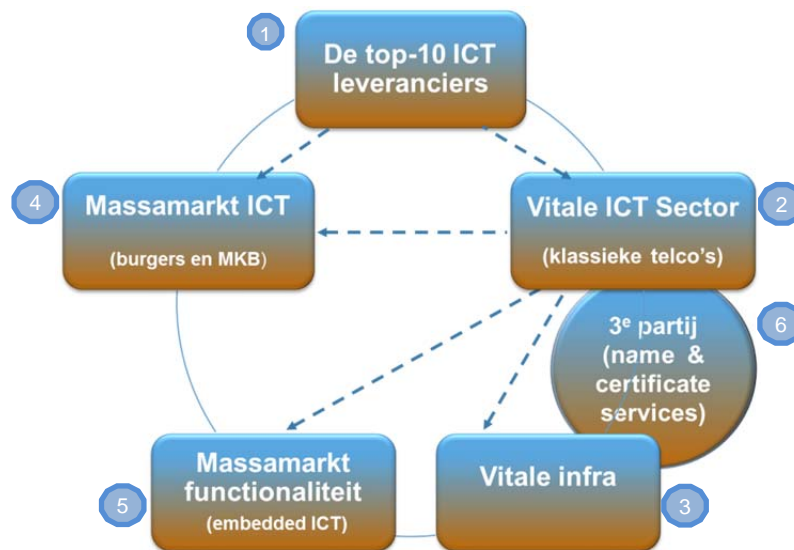 1
De top-10 ICT
leveranciers
4
Massamarkt ICT
(burgers en MKB)
Vitale ICT Sector
(klassieke telco's)
2
3e partij
(name &
certificate
services)
6
5
Massamarkt
functionaliteit
(embedded ICT)
Vitale infra
3